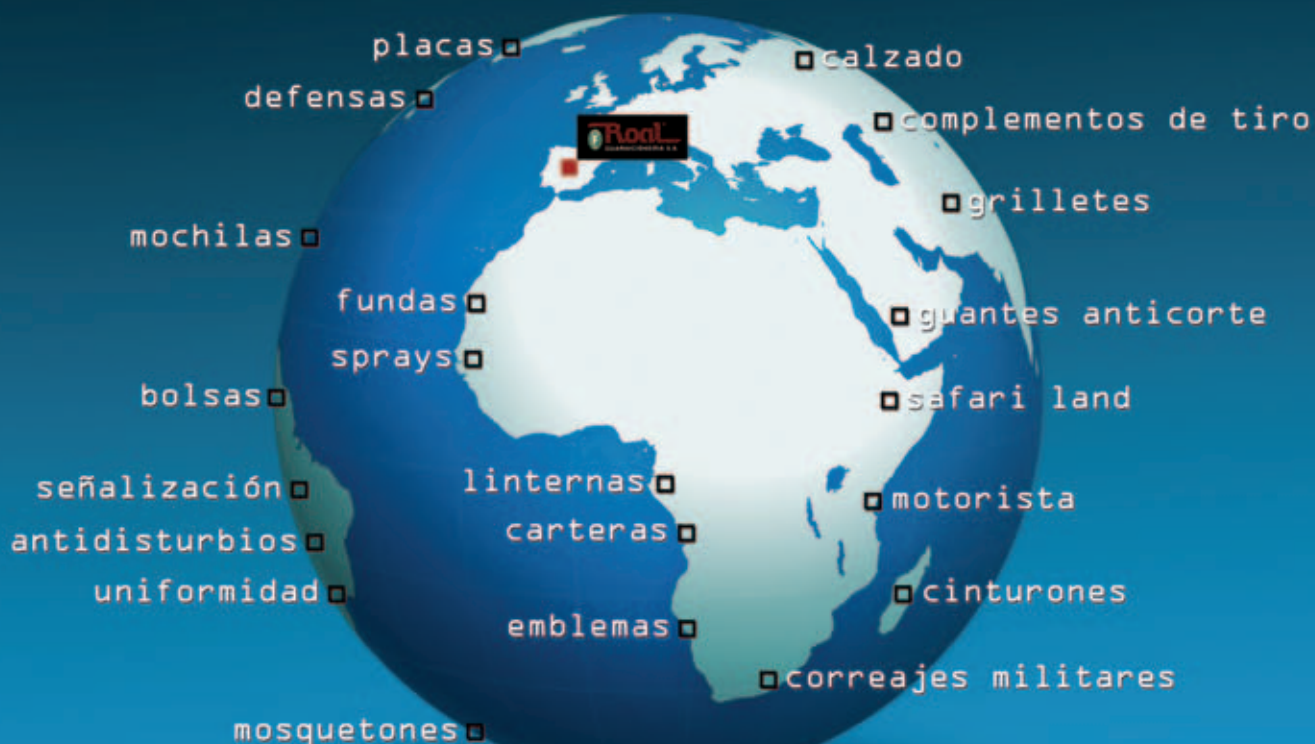 placas
calzado
defensas
complementos de tiro
Roal
GUARNICIONERIA S.A.
grilletes
mochilas
fundas
guantes anticorte
sprays
bolsas
safari land
linternas
señalización
motorista
carteras
antidisturbios
uniformidad
cinturones
emblemas
correajes militares
mosquetones